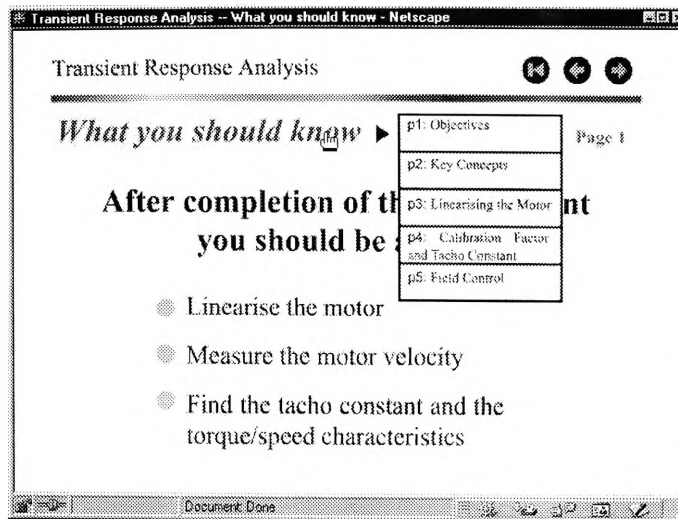 Transient Response Analysis -- What you should know - Netscape
Transient Response Analysis
What you should know
p1: Objectives
Page 1
p2: Key Concepts
After completion of th nt
p3: Linearising the Motor
you should be a
p4: Calibration Factor
and Tacho Constant
p5: Field Control
Linearise the motor
Measure the motor velocity
Find the tacho constant and the
torque/speed characteristics
Document: Done